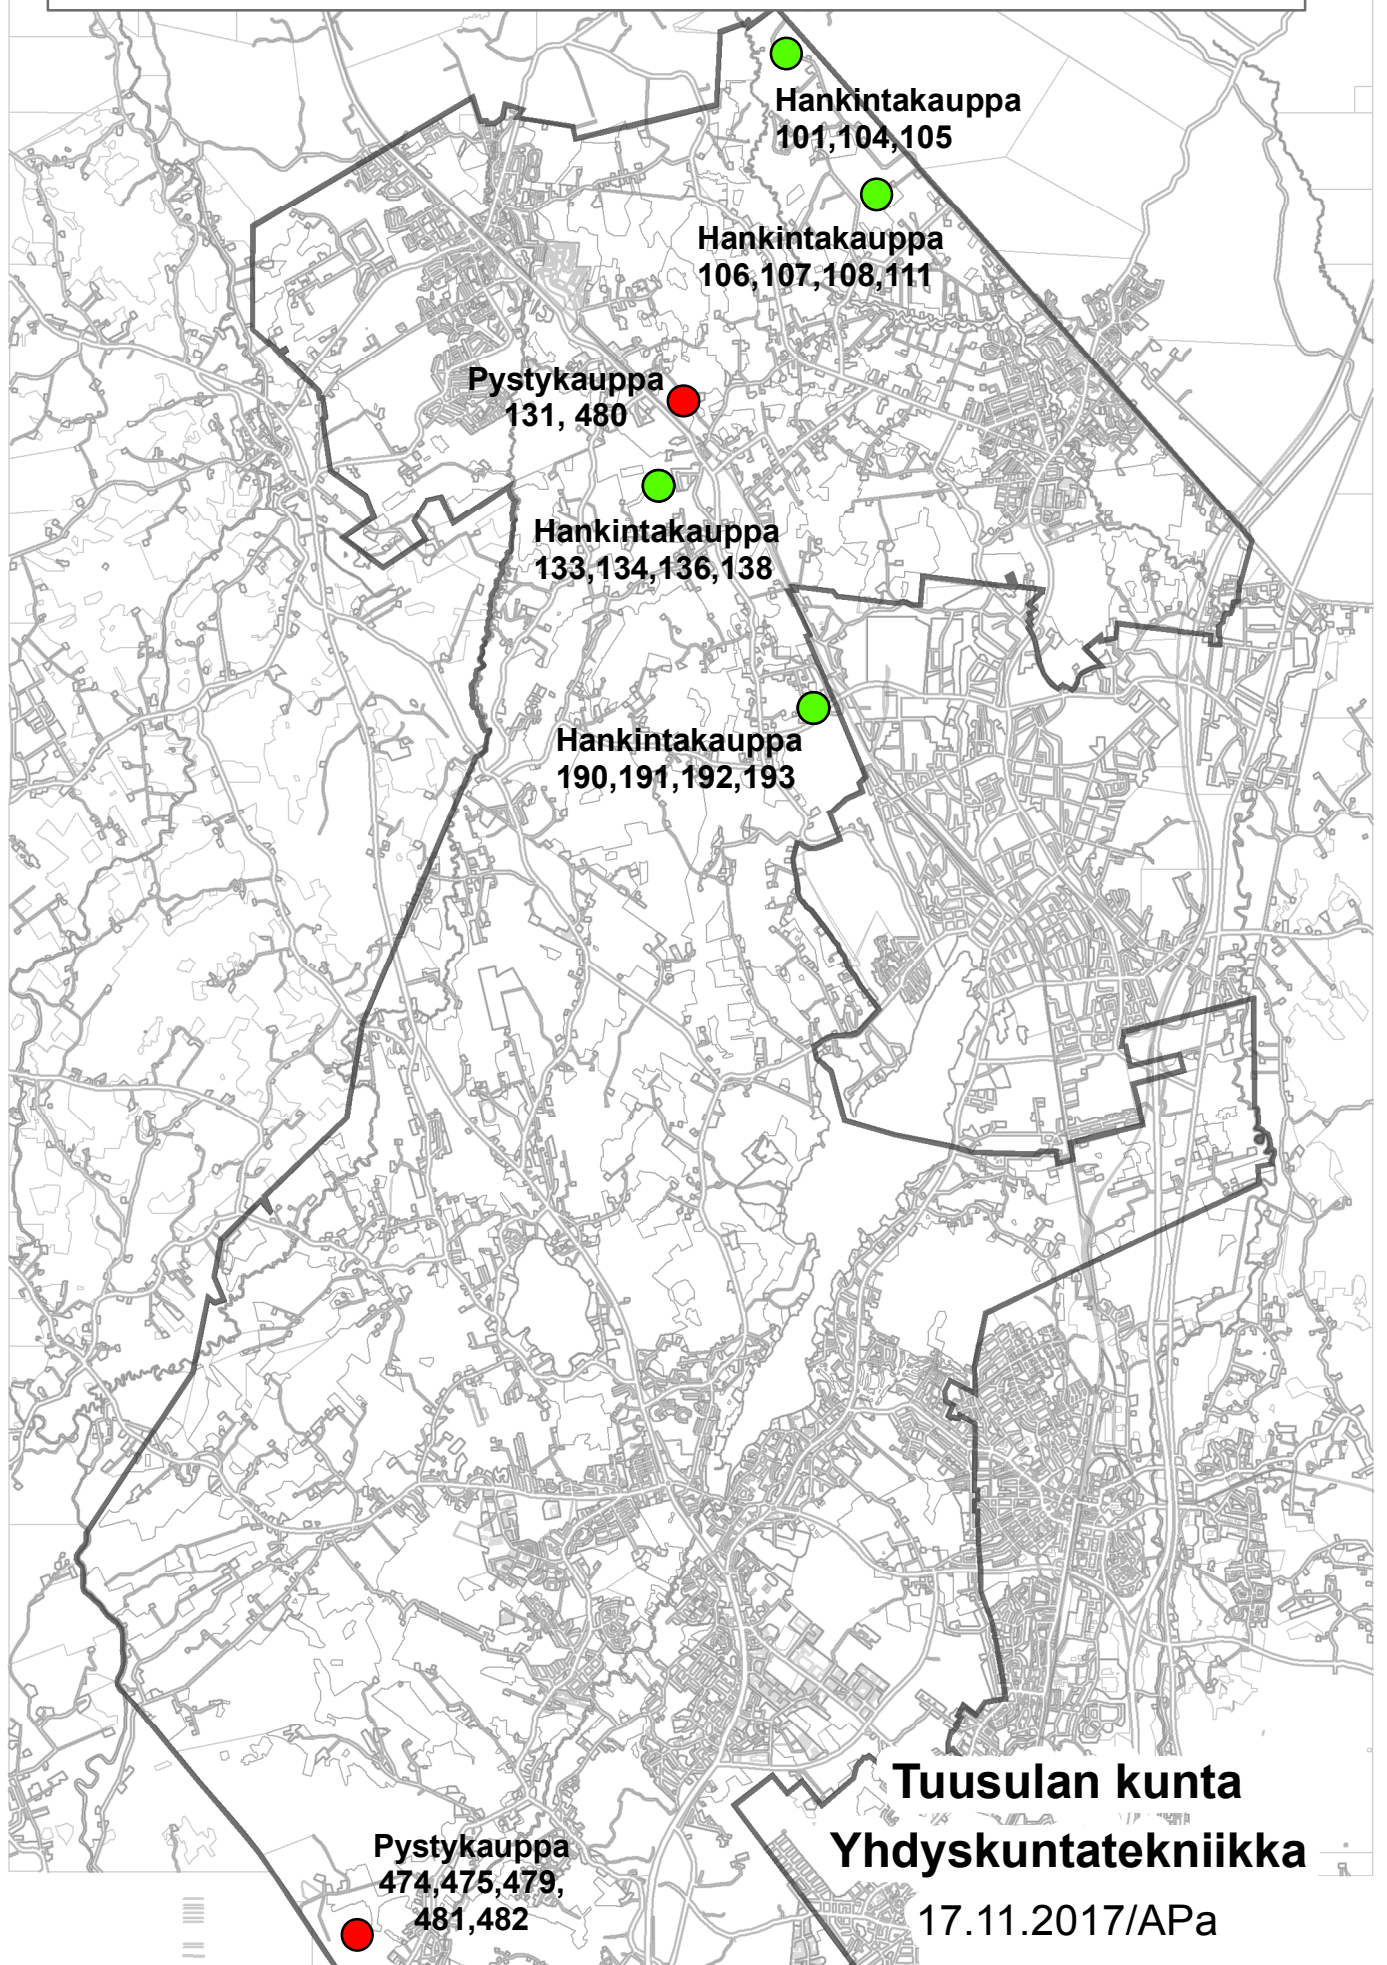 Hankintakauppa
101,104,105
Hankintakauppa
106,107,108,111
Pystykauppa
131, 480
Hankintakauppa
133,134,136,138
Hankintakauppa
190,191,192,193
Tuusulan kunta
Yhdyskuntatekniikka
17.11.2017/APa
Pystykauppa
474,475,479,
481,482